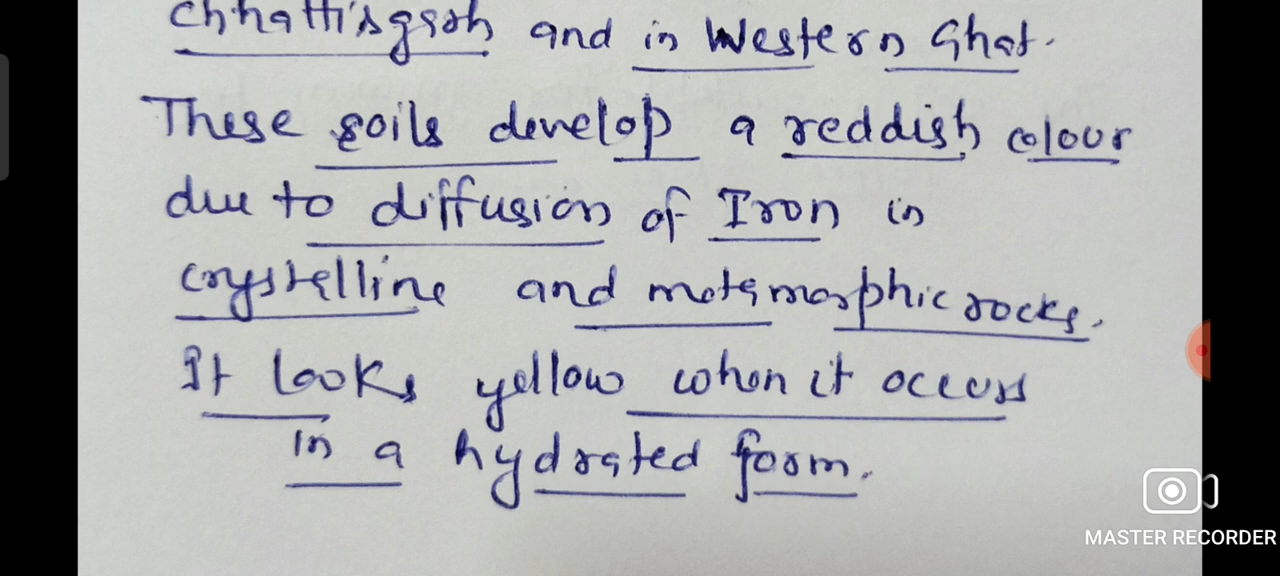 Chhattisgarh and in Western Ghat.
These soils develop a reddish colour
due to diffusion of Iron in
crystelline and metamorphic rocks.
It looks yellow when it occurs
in a hydrated form.
MASTER RECORDER